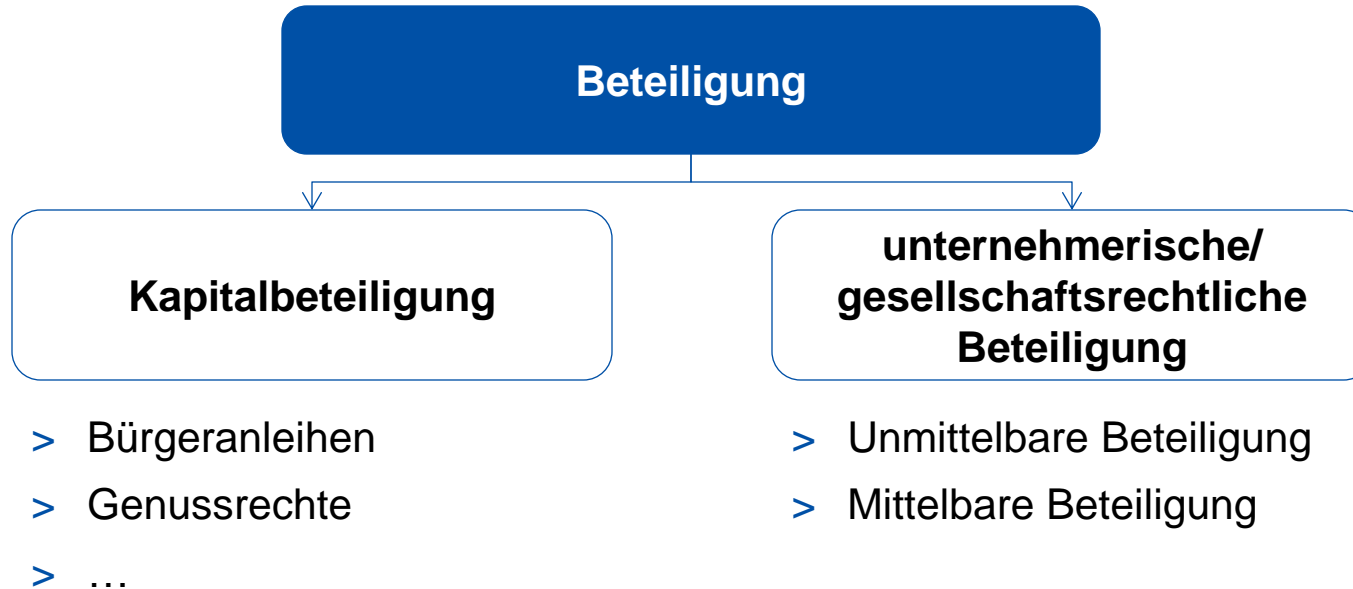 Beteiligung
Kapitalbeteiligung
> Bürgeranleihen
> Genussrechte
> …
unternehmerische/
gesellschaftsrechtliche
Beteiligung
> Unmittelbare Beteiligung
> Mittelbare Beteiligung